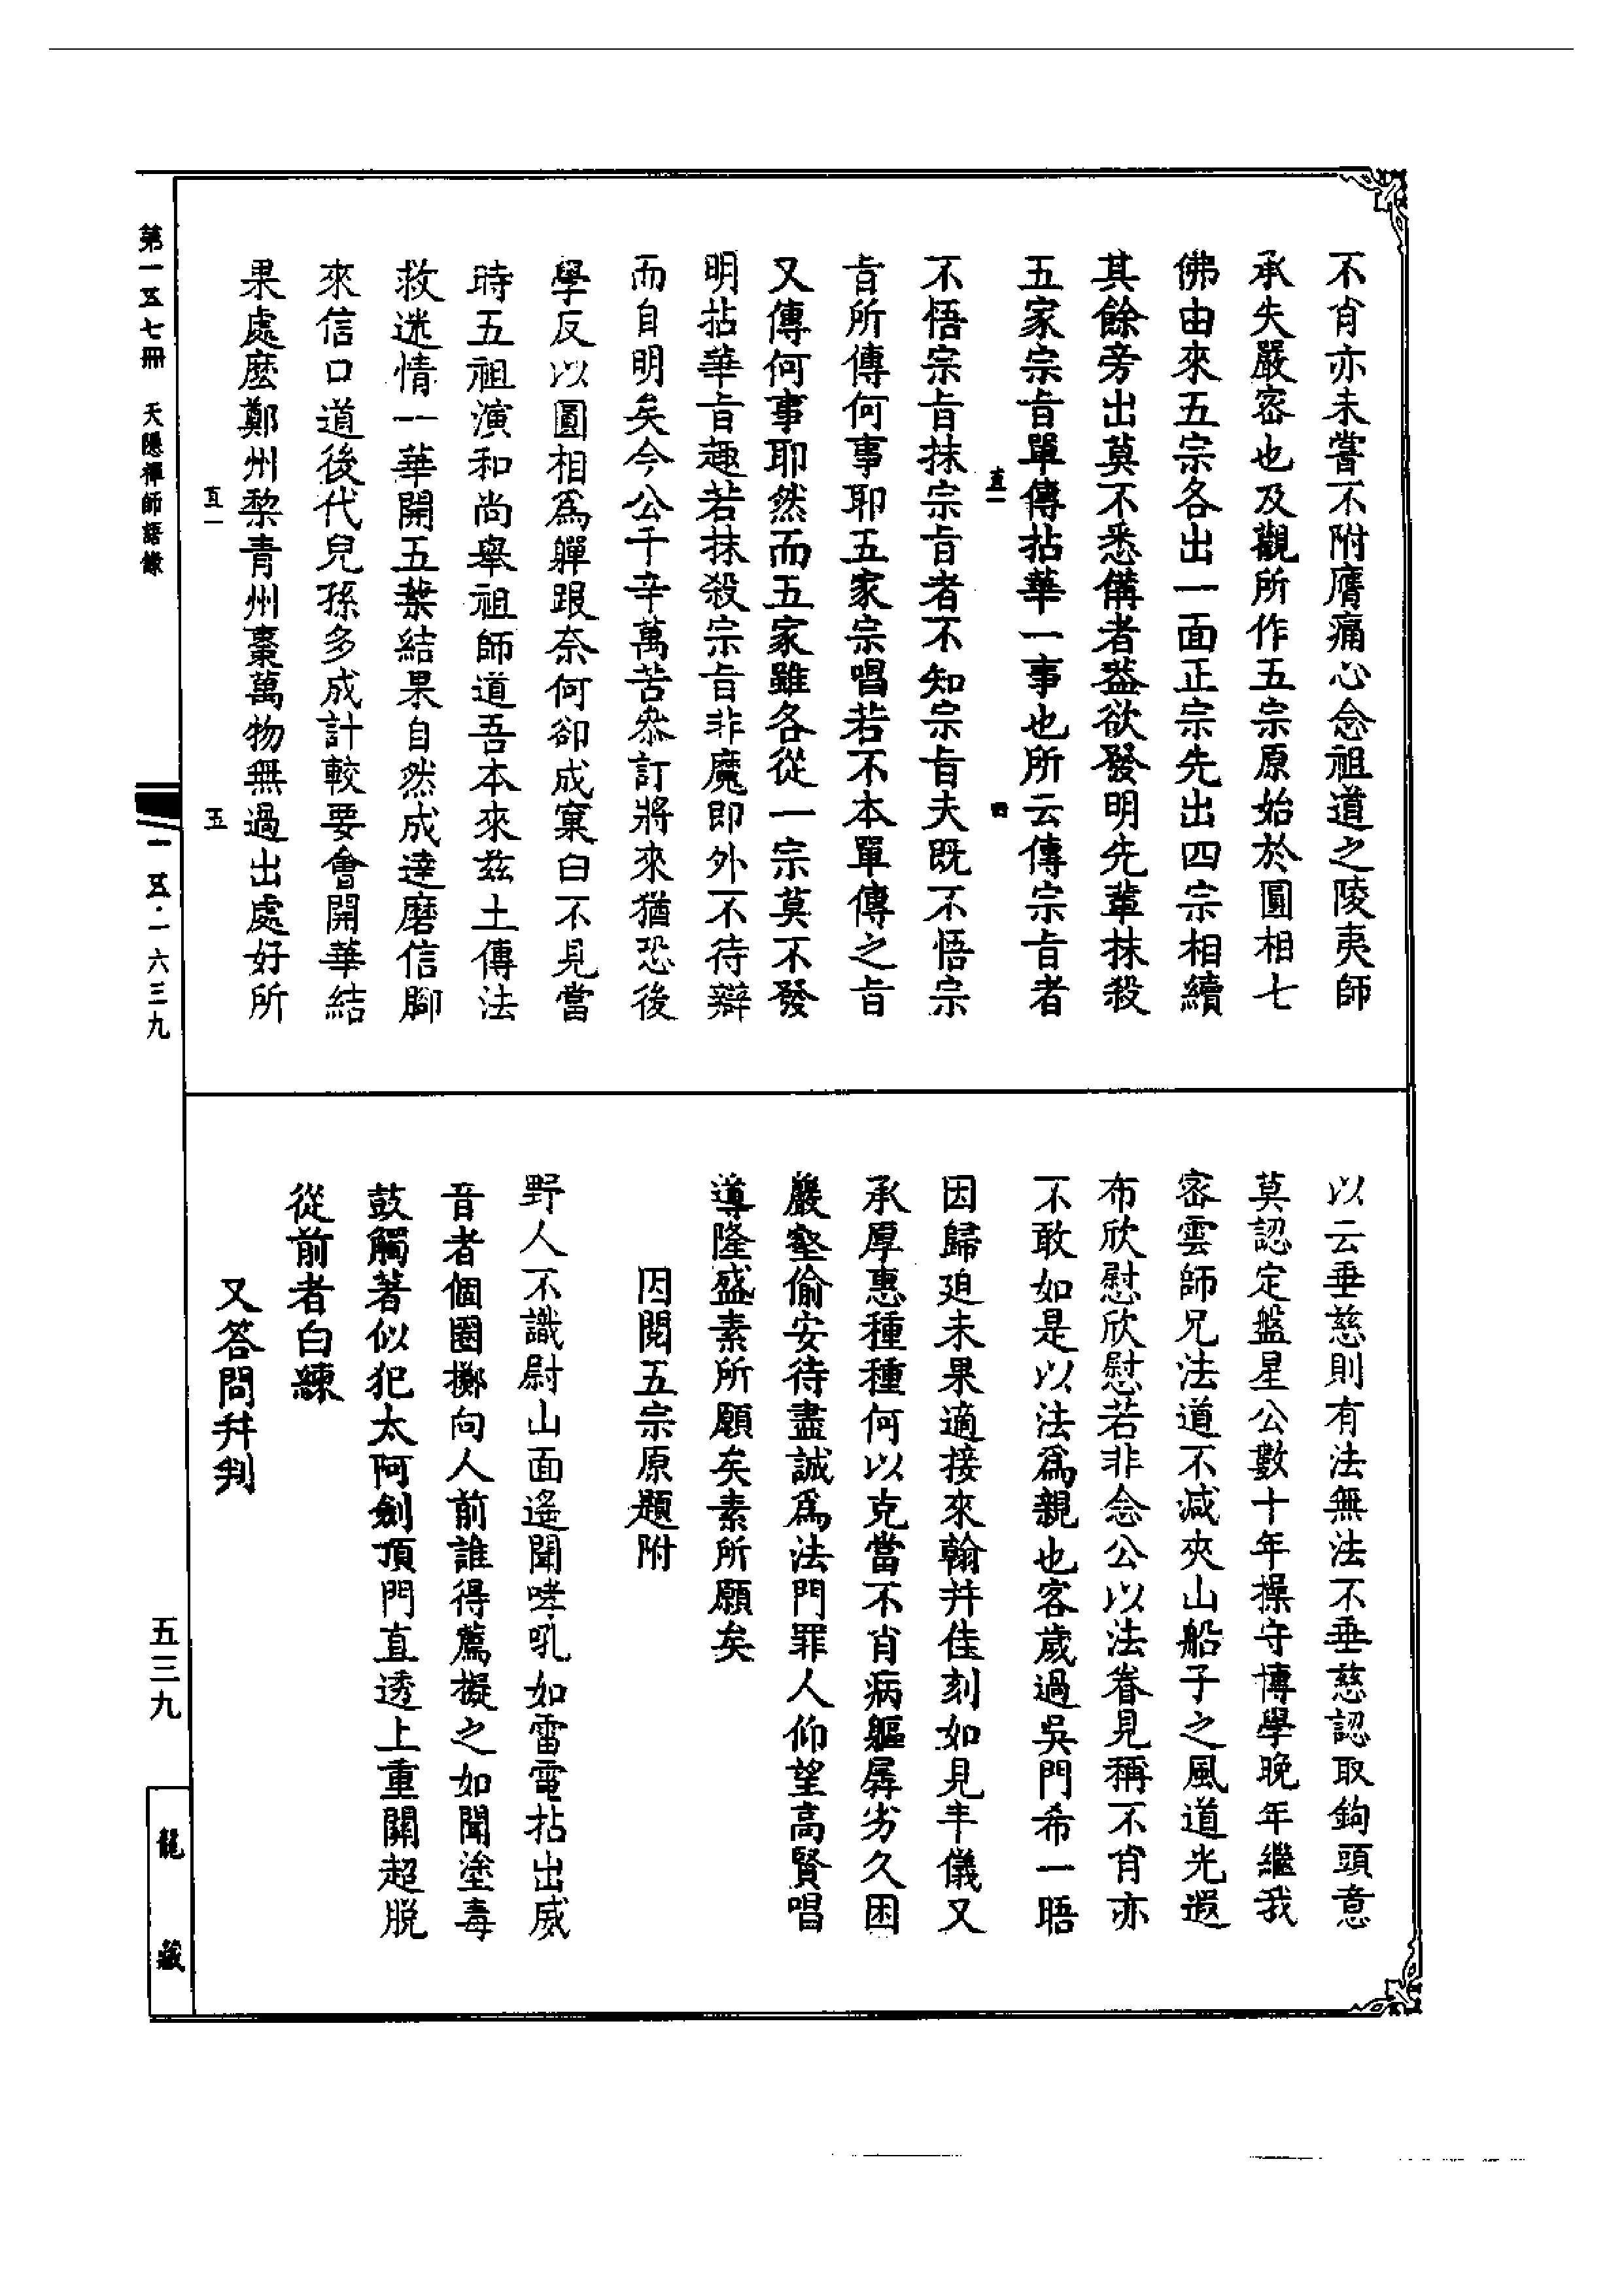 不肯亦未嘗不附膺痛心念祖道之陵夷師
承失嚴密也及觀所作五宗原始於圓相七
佛由來五宗各出一面正宗先出四宗相續
其餘旁出莫不悉備者葢欲發明先輩抹殺
五家宗旨單傳拈華一事也所云傳宗旨者
直一
四
不悟宗旨抹宗旨者不知宗旨夫既不悟宗
旨所傳何事耶五家宗唱若不本單傳之旨
又傳何事耶然而五家雖各從一宗莫不發
明拈華旨趣若抹殺宗旨非魔即外不待辯
而自明矣今公千辛萬苦叅訂將來猶恐後
學反以圓相爲軃跟奈何卻成窠臼不見當
時五祖演和尚舉祖師道吾本來茲土傳法
救迷情一華開五葉結果自然成達磨信腳
來信口道後代兒孫多成計較要會開華結
果處麼鄭州黎青州棗萬物無過出處好所
直一
五
第一五七冊　天隱禪師語錄
一五·一六三九
以云垂慈則有法無法不垂慈認取鉤頭意
莫認定盤星公數十年操守博學晚年繼我
密雲師兄法道不减夾山船子之風道光遐
布欣慰欣慰若非念公以法眷見稱不肯亦
不敢如是以法爲親也客歲過吳門希一晤
因歸廹未果適接來翰幷佳刻如見丰儀又
承厚惠種種何以克當不肖病軀孱劣久困
巖壑偷安待盡誠爲法門罪人仰望高賢唱
導隆盛素所願矣素所願矣
因閱五宗原題附
野人不識尉山面遙聞哮吼如雷電拈出威
音者個圈擲向人前誰得薦擬之如聞塗毒
鼓觸著似犯太阿劍頂門直透上重關超脫
從前者白練
又答問幷判
五三九
龍藏